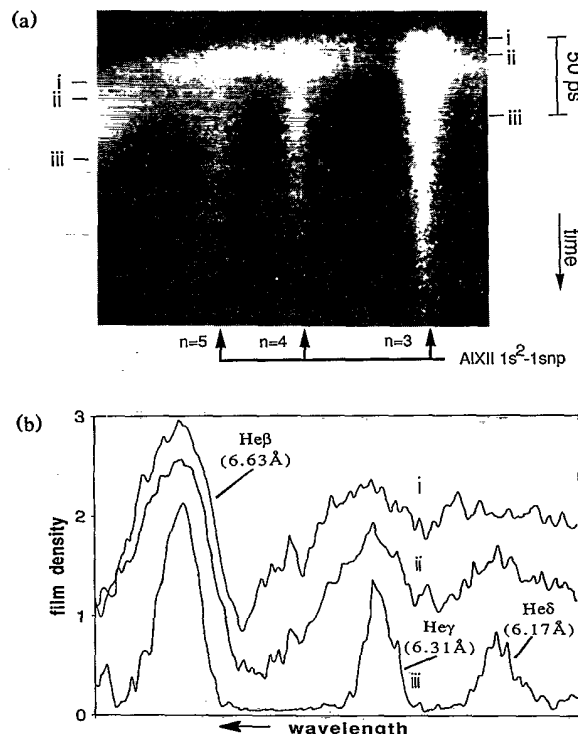 (a)
i
ii
iii
i
ii
iii
50 ps
time
n=5
n=4
n=3
AlXII 1s²-1snp
(b)
3
2
1
0
film density
Heβ
(6.63Å)
i
ii
iii
Heγ
(6.31Å)
Heδ
(6.17Å)
wavelength